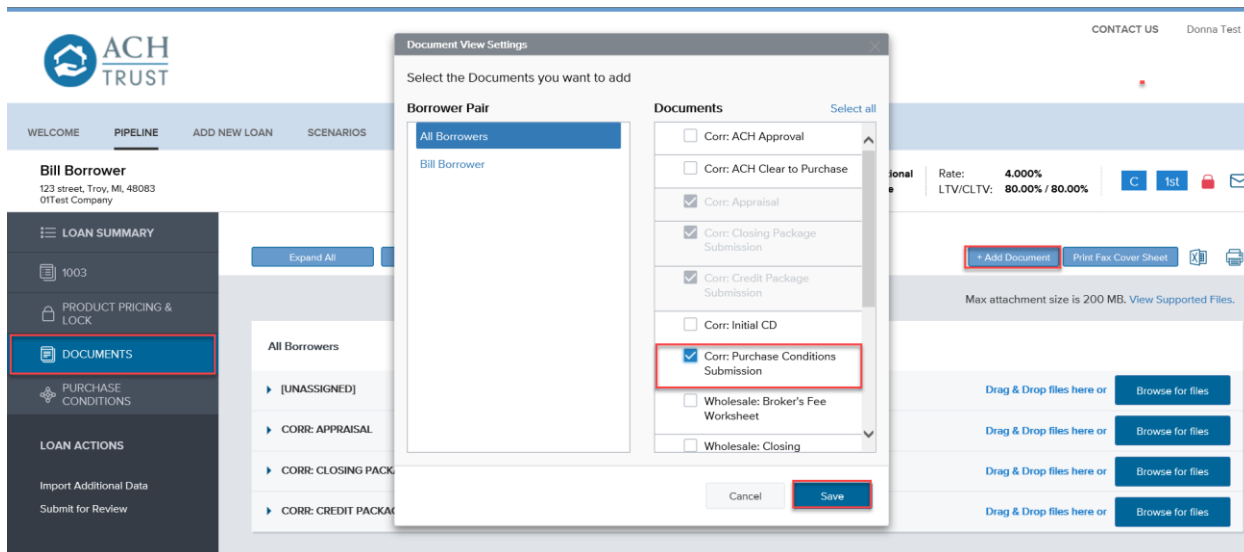 CONTACT US Donna Test
ACH
TRUST
Document View Settings
Select the Documents you want to add
Borrower Pair
Documents Select all
All Borrowers
Bill Borrower
Corr: ACH Approval
Corr: ACH Clear to Purchase
Corr: Appraisal
Corr: Closing Package
Submission
Corr: Credit Package
Submission
Corr: Initial CD
Corr: Purchase Conditions
Submission
Wholesale: Broker's Fee
Worksheet
Wholesale: Closing
Cancel Save
WELCOME PIPELINE ADD NEW LOAN SCENARIOS
Bill Borrower
123 street, Troy, MI, 48083
01Test Company
Rate: 4.000%
LTV/CLTV: 80.00% / 80.00%
C 1st
LOAN SUMMARY
1003
PRODUCT PRICING &
LOCK
DOCUMENTS
PURCHASE
CONDITIONS
LOAN ACTIONS
Import Additional Data
Submit for Review
Expand All
+ Add Document Print Fax Cover Sheet
Max attachment size is 200 MB. View Supported Files.
All Borrowers
[UNASSIGNED] Drag & Drop files here or Browse for files
CORR: APPRAISAL Drag & Drop files here or Browse for files
CORR: CLOSING Drag & Drop files here or Browse for files
CORR: CREDIT Drag & Drop files here or Browse for files